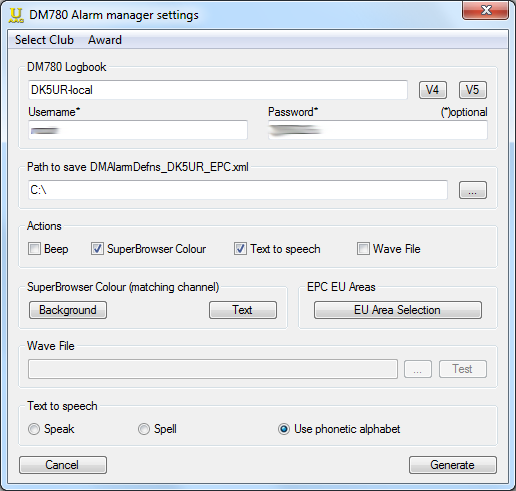 DM780 Alarm manager settings
Select Club Award
DM780 Logbook
DK5UR-local V4 V5
Username* Password* (*)optional
Path to save DMAlarmDefns_DK5UR_EPC.xml
C:\ ...
Actions
Beep SuperBrowser Colour Text to speech Wave File
SuperBrowser Colour (matching channel) EPC EU Areas
Background Text EU Area Selection
Wave File
... Test
Text to speech
Speak Spell Use phonetic alphabet
Cancel Generate